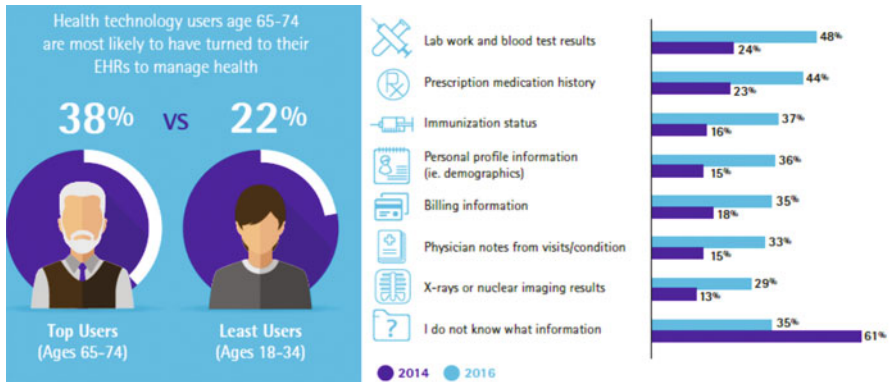 Health technology users age 65-74
are most likely to have turned to their
EHRs to manage health
38% VS 22%
Top Users
(Ages 65-74)
Least Users
(Ages 18-34)
Lab work and blood test results
48%
24%
Rx
Prescription medication history
44%
23%
Immunization status
37%
16%
Personal profile information
(ie. demographics)
36%
15%
Billing information
35%
18%
Physician notes from visits/condition
33%
15%
X-rays or nuclear imaging results
29%
13%
?
I do not know what information
35%
61%
2014 2016